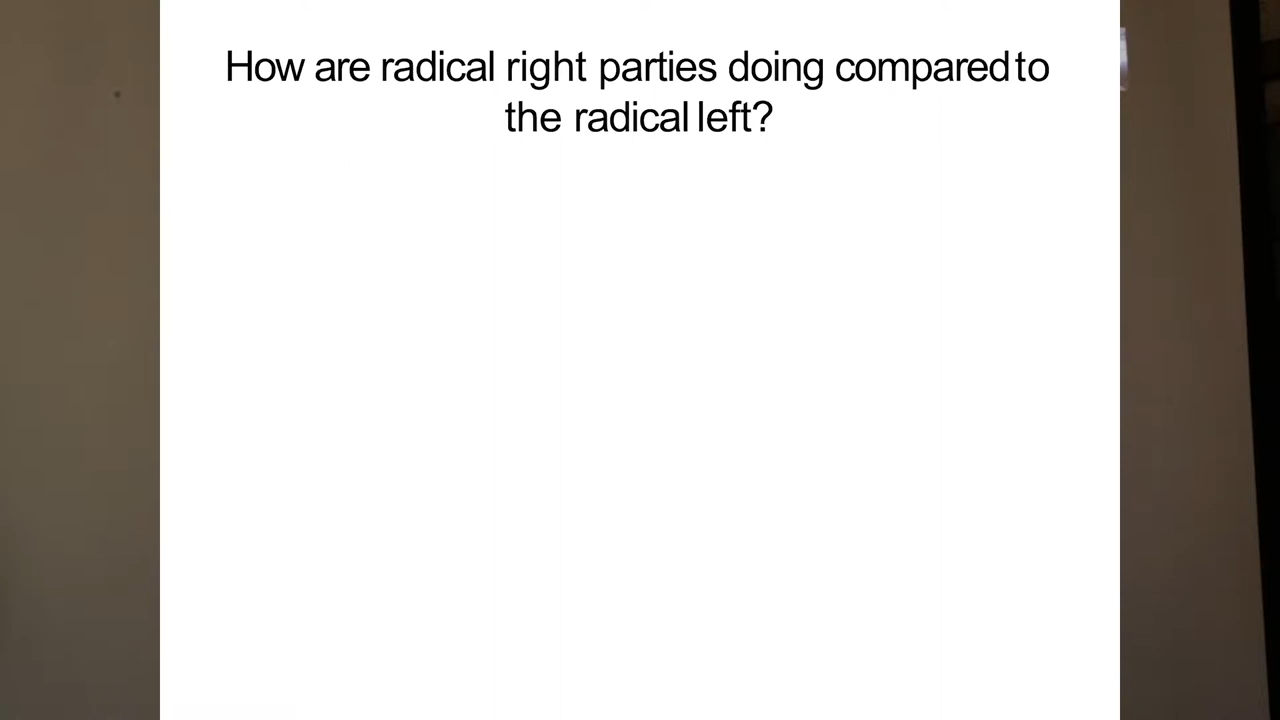 How are radical right parties doing compared to
the radical left?